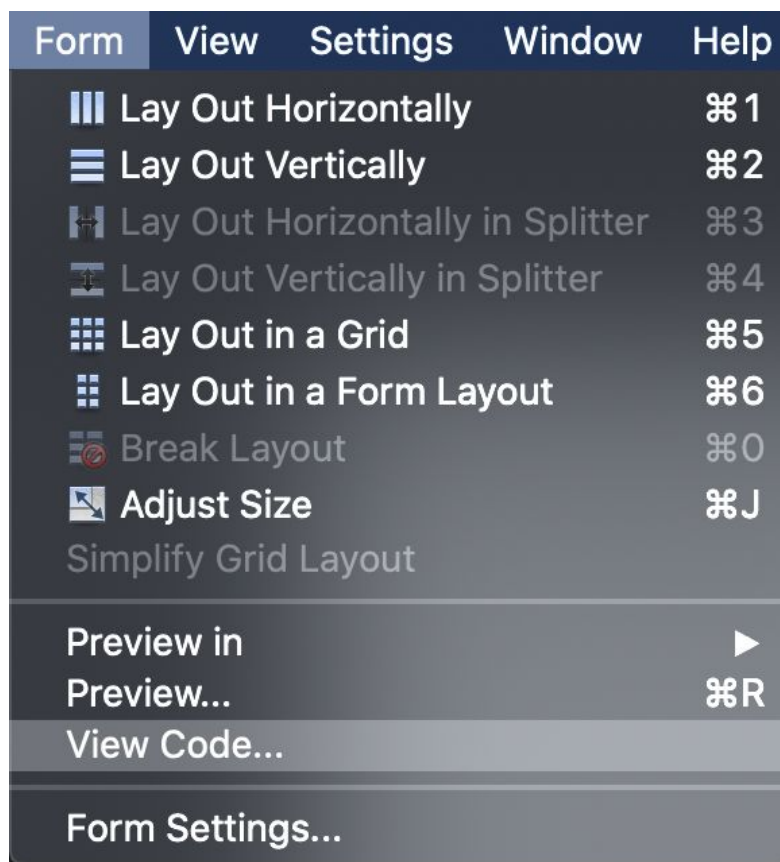 Form View Settings Window Help
Lay Out Horizontally ⌘1
Lay Out Vertically ⌘2
Lay Out Horizontally in Splitter ⌘3
Lay Out Vertically in Splitter ⌘4
Lay Out in a Grid ⌘5
Lay Out in a Form Layout ⌘6
Break Layout ⌘0
Adjust Size ⌘J
Simplify Grid Layout
Preview in ▶
Preview... ⌘R
View Code...
Form Settings...